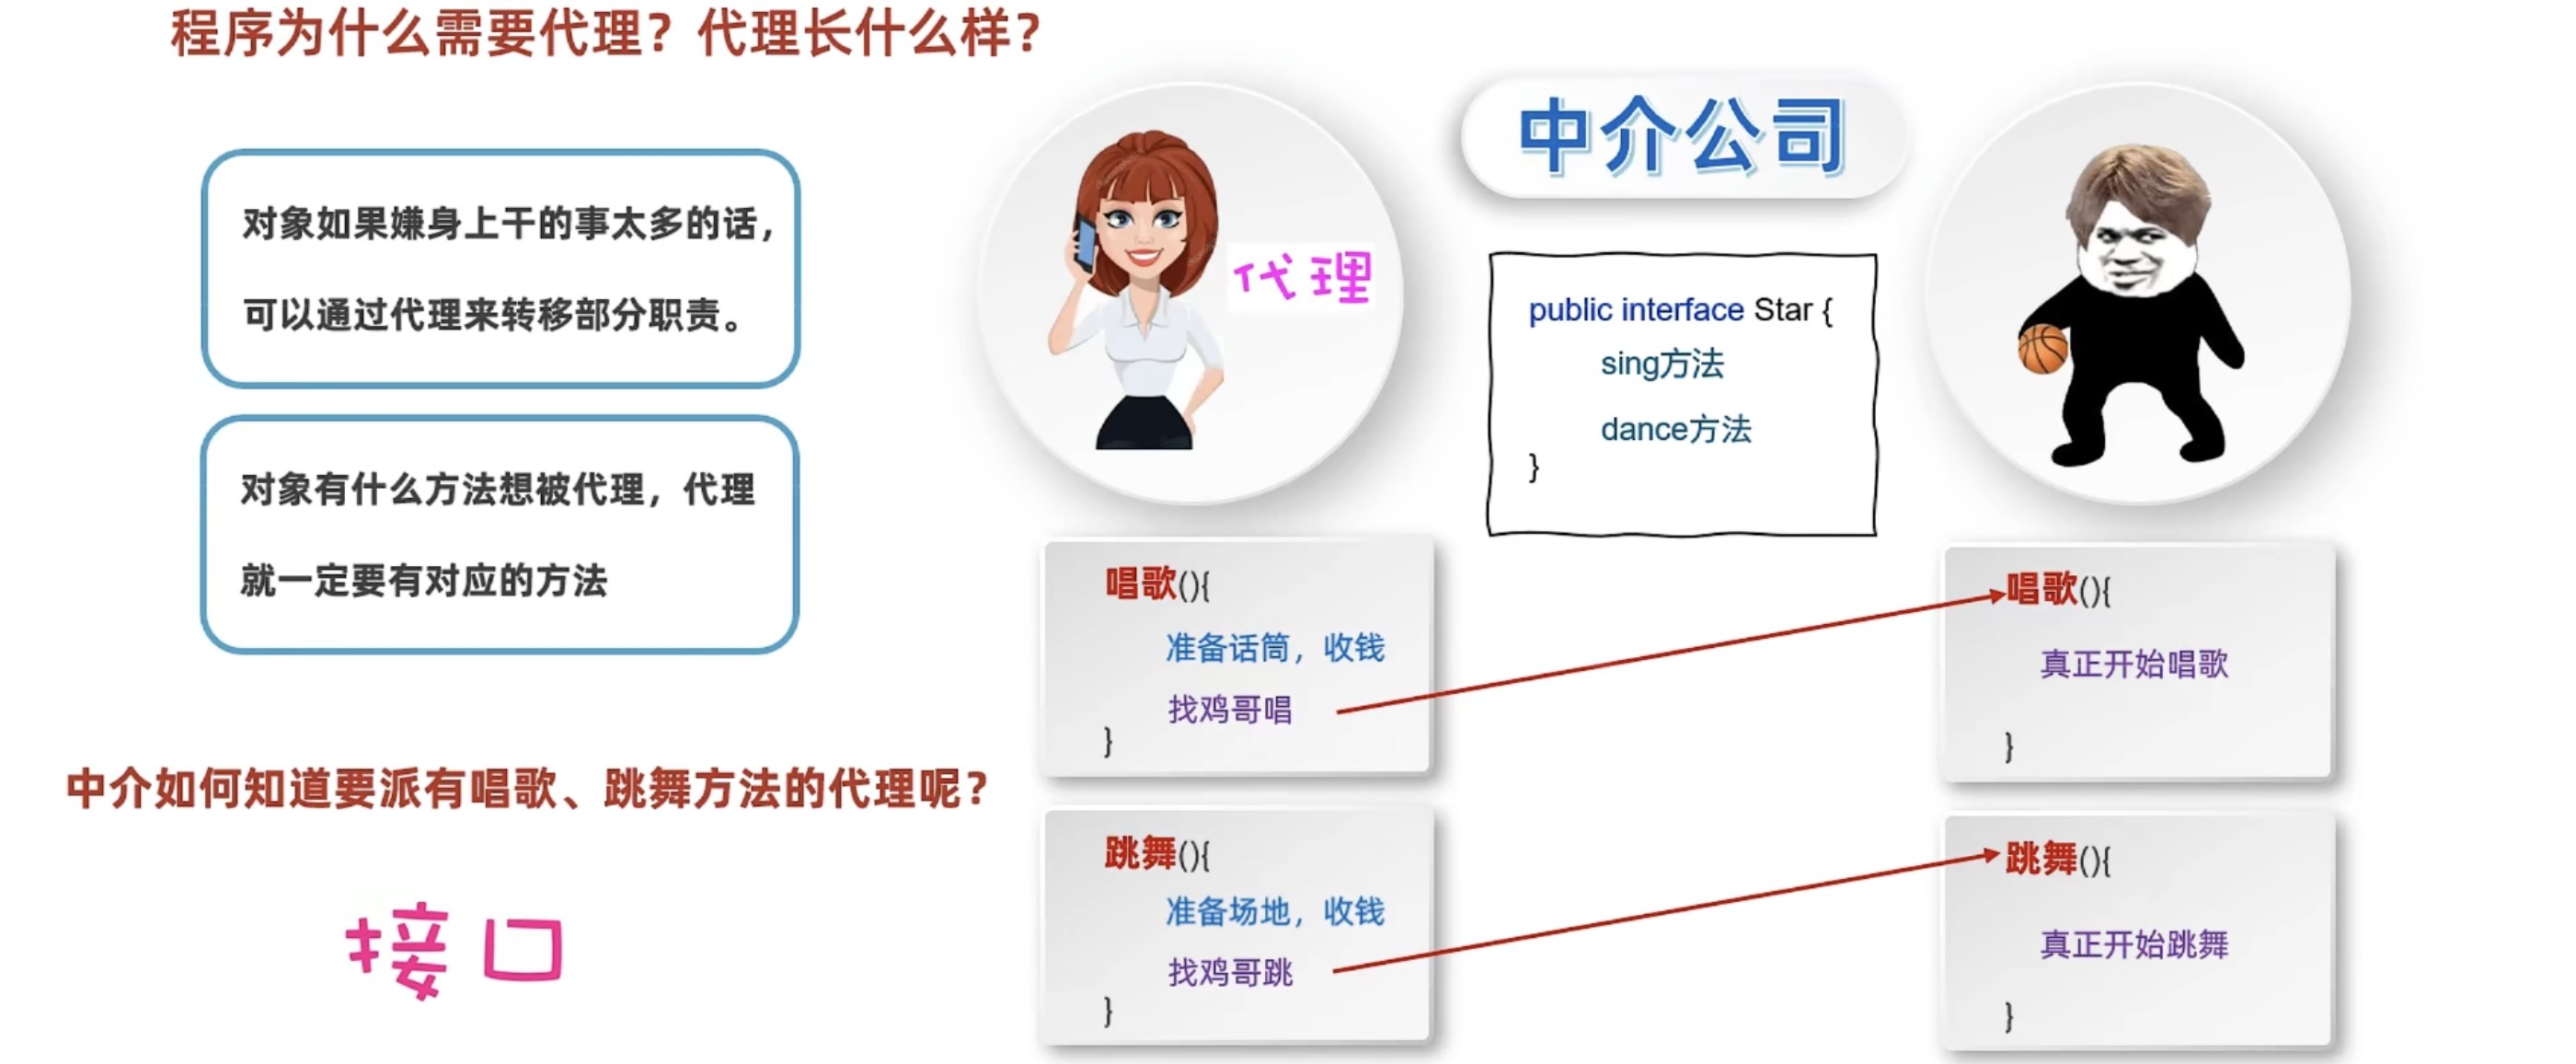 程序为什么需要代理？代理长什么样？
对象如果嫌身上干的事太多的话，
可以通过代理来转移部分职责。
对象有什么方法想被代理，代理
就一定要有对应的方法
中介如何知道要派有唱歌、跳舞方法的代理呢？
接口
代理
中介公司
public interface Star {
sing方法
dance方法
}
唱歌(){
准备话筒，收钱
找鸡哥唱
}
跳舞(){
准备场地，收钱
找鸡哥跳
}
唱歌(){
真正开始唱歌
}
跳舞(){
真正开始跳舞
}